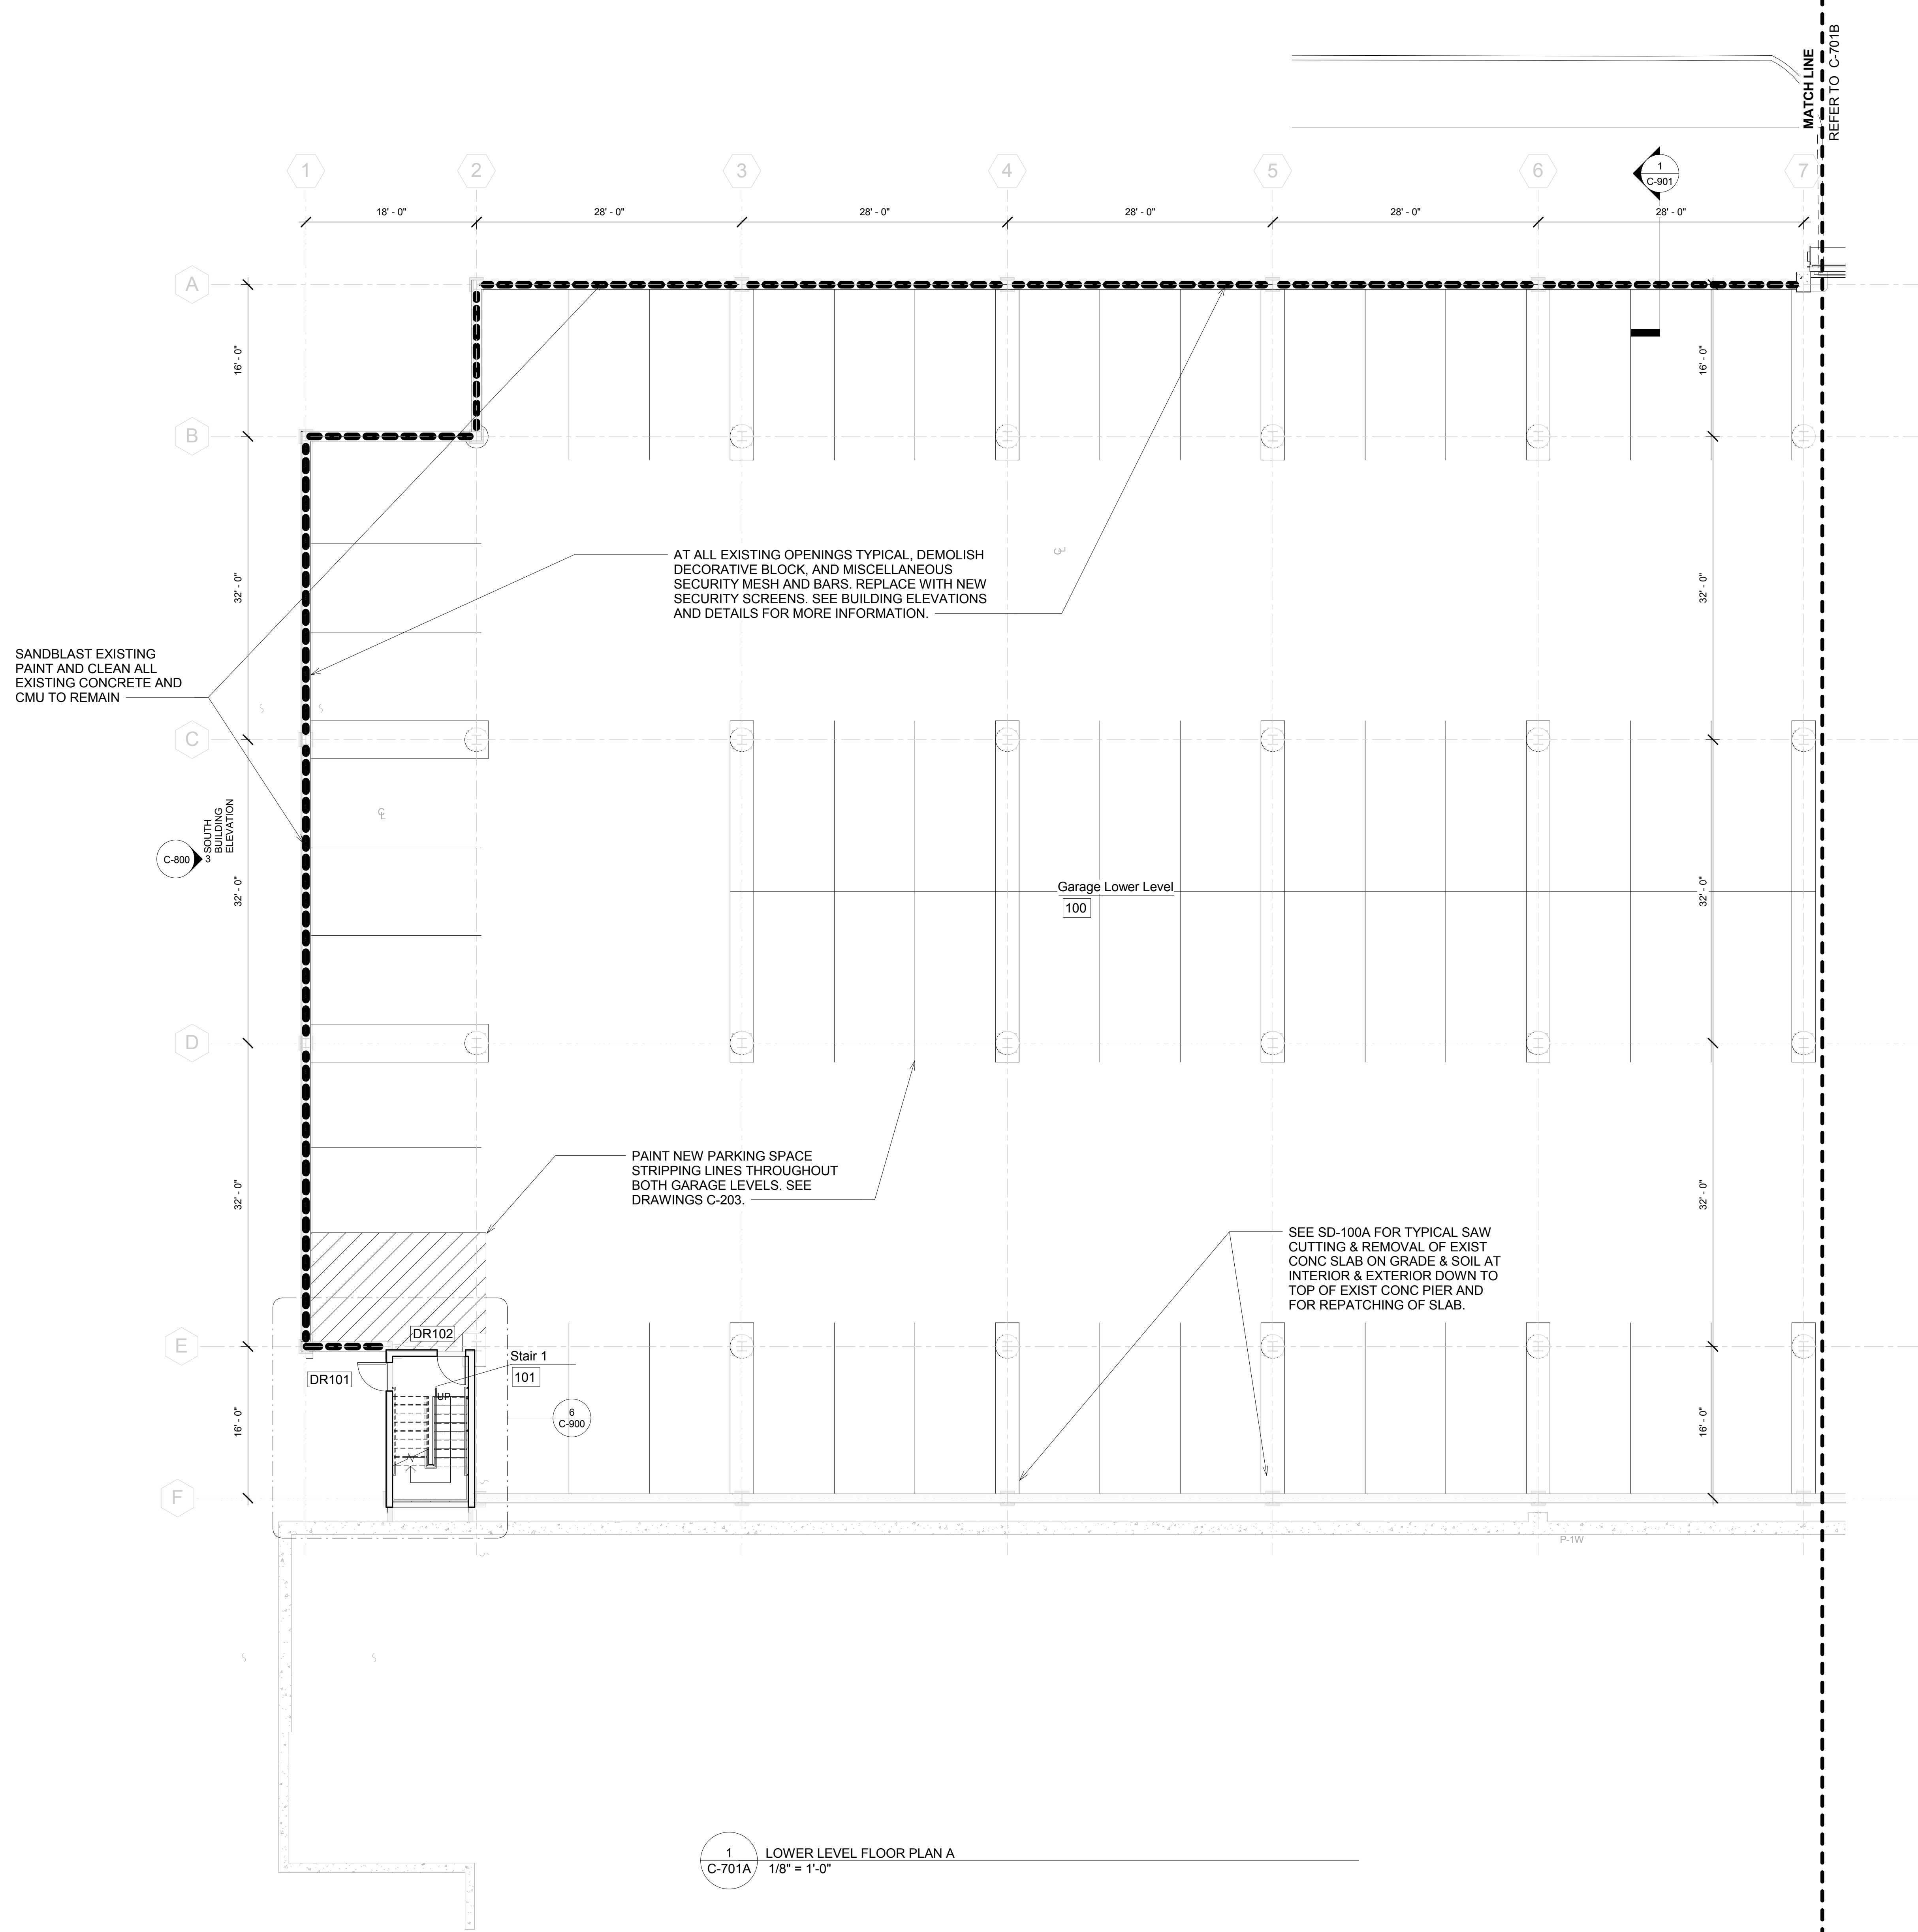 MATCH LINE
REFER TO C-701B
1
2
3
4
5
6
7
1
C-901
18' - 0"
28' - 0"
28' - 0"
28' - 0"
28' - 0"
28' - 0"
A
B
C
D
E
F
16' - 0"
32' - 0"
32' - 0"
32' - 0"
16' - 0"
16' - 0"
32' - 0"
32' - 0"
32' - 0"
16' - 0"
AT ALL EXISTING OPENINGS TYPICAL, DEMOLISH
DECORATIVE BLOCK, AND MISCELLANEOUS
SECURITY MESH AND BARS. REPLACE WITH NEW
SECURITY SCREENS. SEE BUILDING ELEVATIONS
AND DETAILS FOR MORE INFORMATION.
SANDBLAST EXISTING
PAINT AND CLEAN ALL
EXISTING CONCRETE AND
CMU TO REMAIN
C-800
3
SOUTH
BUILDING
ELEVATION
Garage Lower Level
100
PAINT NEW PARKING SPACE
STRIPPING LINES THROUGHOUT
BOTH GARAGE LEVELS. SEE
DRAWINGS C-203.
SEE SD-100A FOR TYPICAL SAW
CUTTING & REMOVAL OF EXIST
CONC SLAB ON GRADE & SOIL AT
INTERIOR & EXTERIOR DOWN TO
TOP OF EXIST CONC PIER AND
FOR REPATCHING OF SLAB.
DR102
DR101
Stair 1
101
UP
6
C-900
P-1W
1
C-701A
LOWER LEVEL FLOOR PLAN A
1/8" = 1'-0"